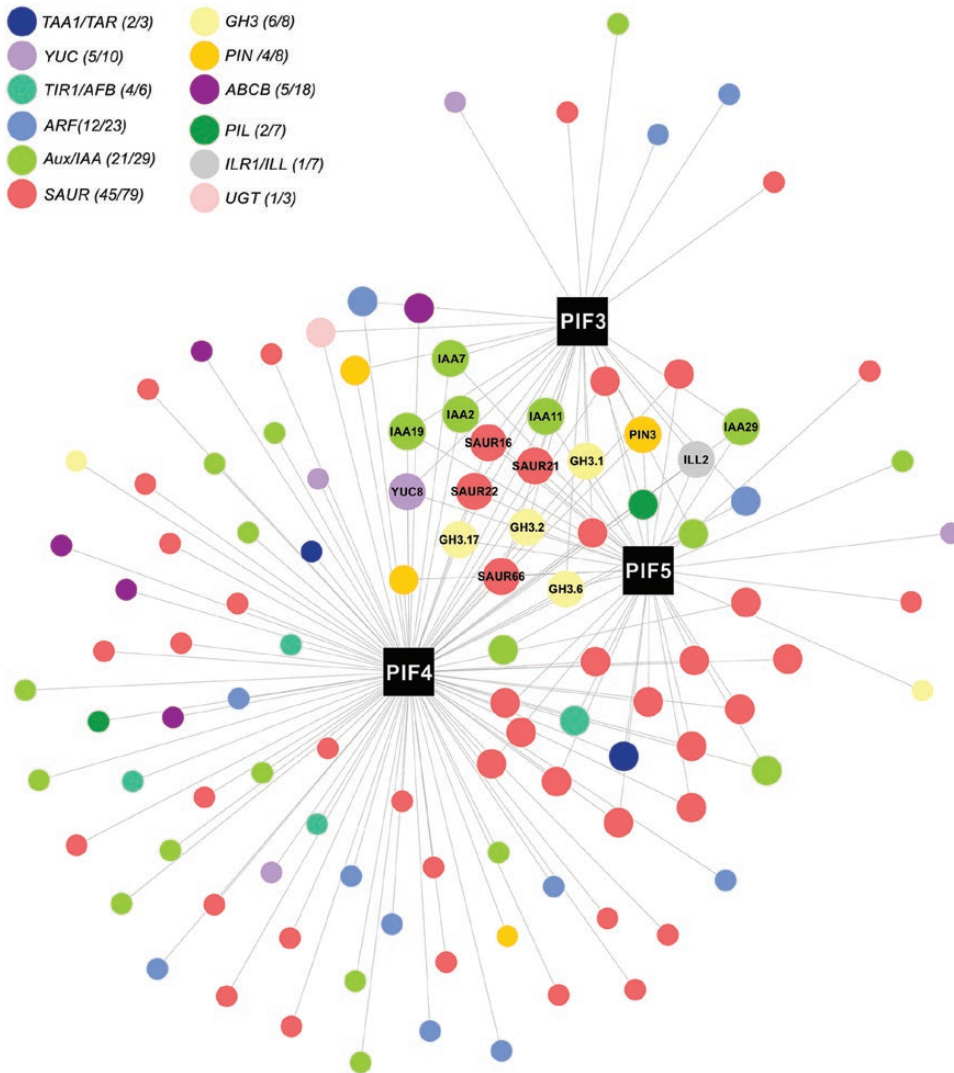 TAA1/TAR (2/3)
YUC (5/10)
TIR1/AFB (4/6)
ARF(12/23)
Aux/IAA (21/29)
SAUR (45/79)
GH3 (6/8)
PIN /4/8)
ABCB (5/18)
PIL (2/7)
ILR1/ILL (1/7)
UGT (1/3)
PIF3
IAA7
IAA2
IAA11
IAA19
SAUR16
PIN3
IAA29
SAUR21
GH3.1
ILL2
YUC8
SAUR22
GH3.2
GH3.17
SAUR66
GH3.6
PIF5
PIF4